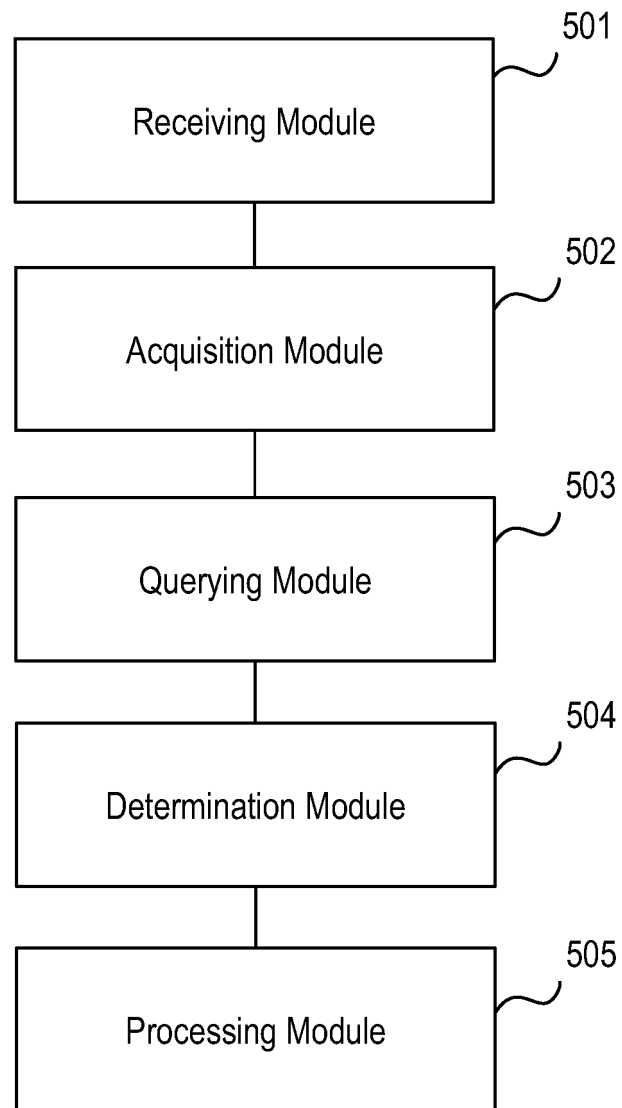 501
Receiving Module
502
Acquisition Module
503
Querying Module
504
Determination Module
505
Processing Module